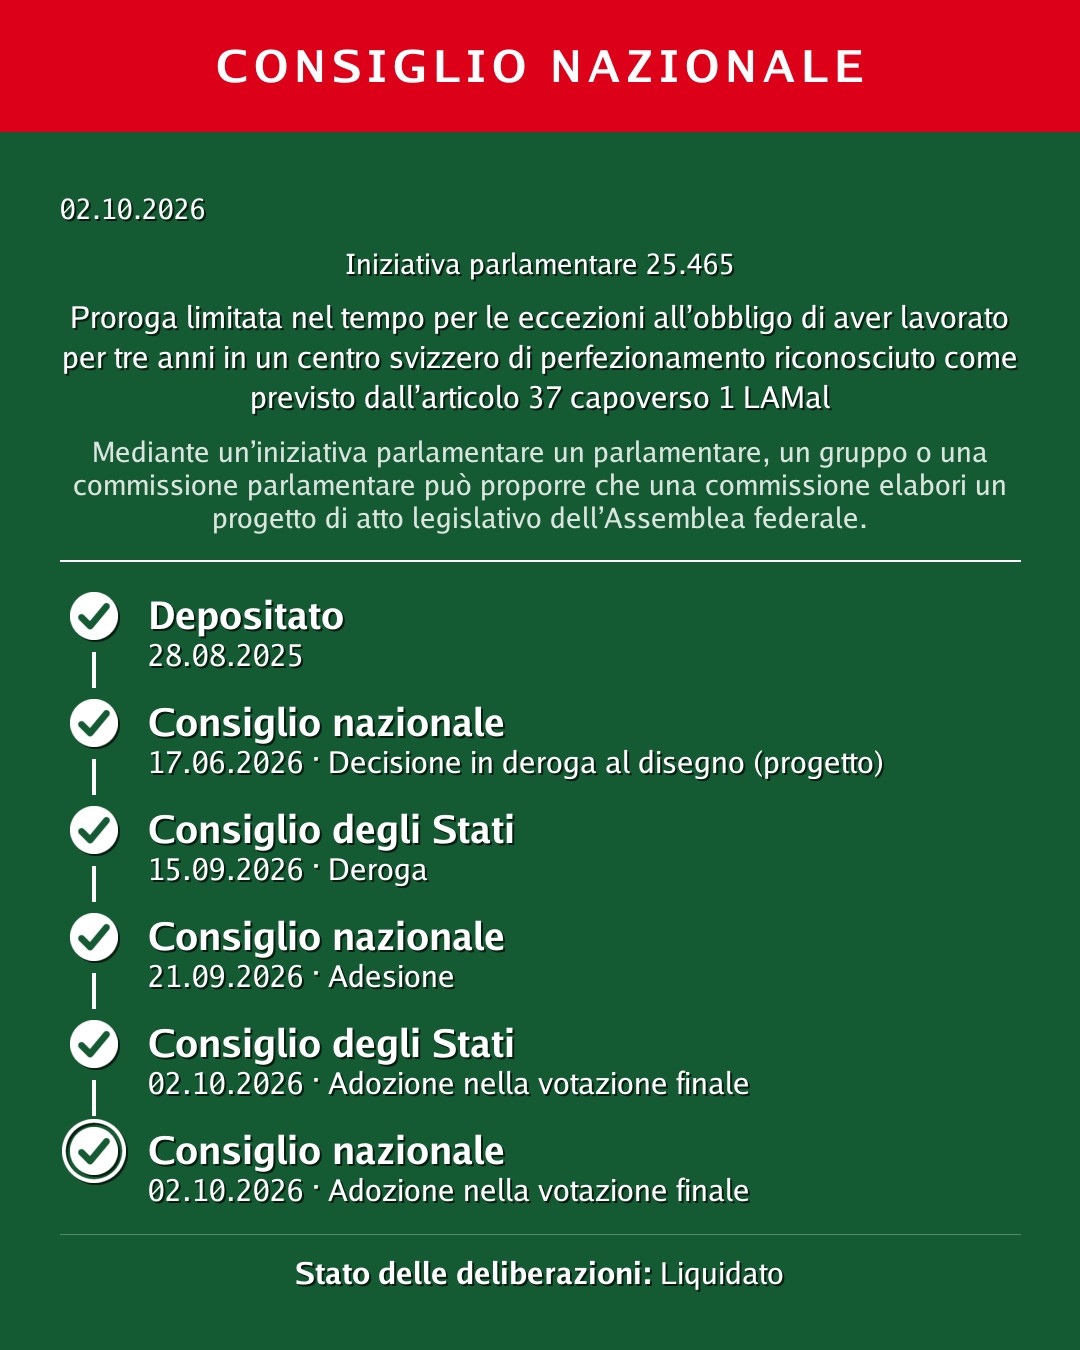 CONSIGLIO NAZIONALE
02.10.2026
Iniziativa parlamentare 25.465
Proroga limitata nel tempo per le eccezioni all’obbligo di aver lavorato
per tre anni in un centro svizzero di perfezionamento riconosciuto come
previsto dall’articolo 37 capoverso 1 LAMal
Mediante un’iniziativa parlamentare un parlamentare, un gruppo o una
commissione parlamentare può proporre che una commissione elabori un
progetto di atto legislativo dell’Assemblea federale.
Depositato
28.08.2025
Consiglio nazionale
17.06.2026 · Decisione in deroga al disegno (progetto)
Consiglio degli Stati
15.09.2026 · Deroga
Consiglio nazionale
21.09.2026 · Adesione
Consiglio degli Stati
02.10.2026 · Adozione nella votazione finale
Consiglio nazionale
02.10.2026 · Adozione nella votazione finale
Stato delle deliberazioni: Liquidato